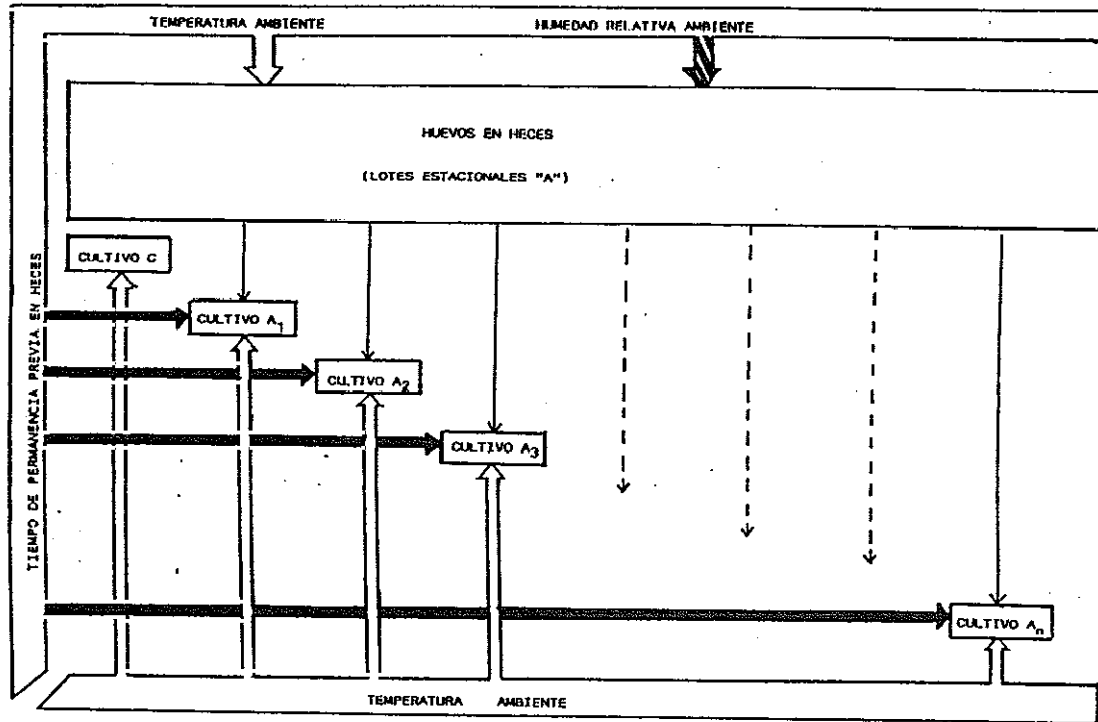 TEMPERATURA AMBIENTE
HUMEDAD RELATIVA AMBIENTE
HUEVOS EN HECES
(LOTES ESTACIONALES "A")
TIEMPO DE PERMANENCIA PREVIA EN HECES
CULTIVO C
CULTIVO A1
CULTIVO A2
CULTIVO A3
CULTIVO An
TEMPERATURA AMBIENTE